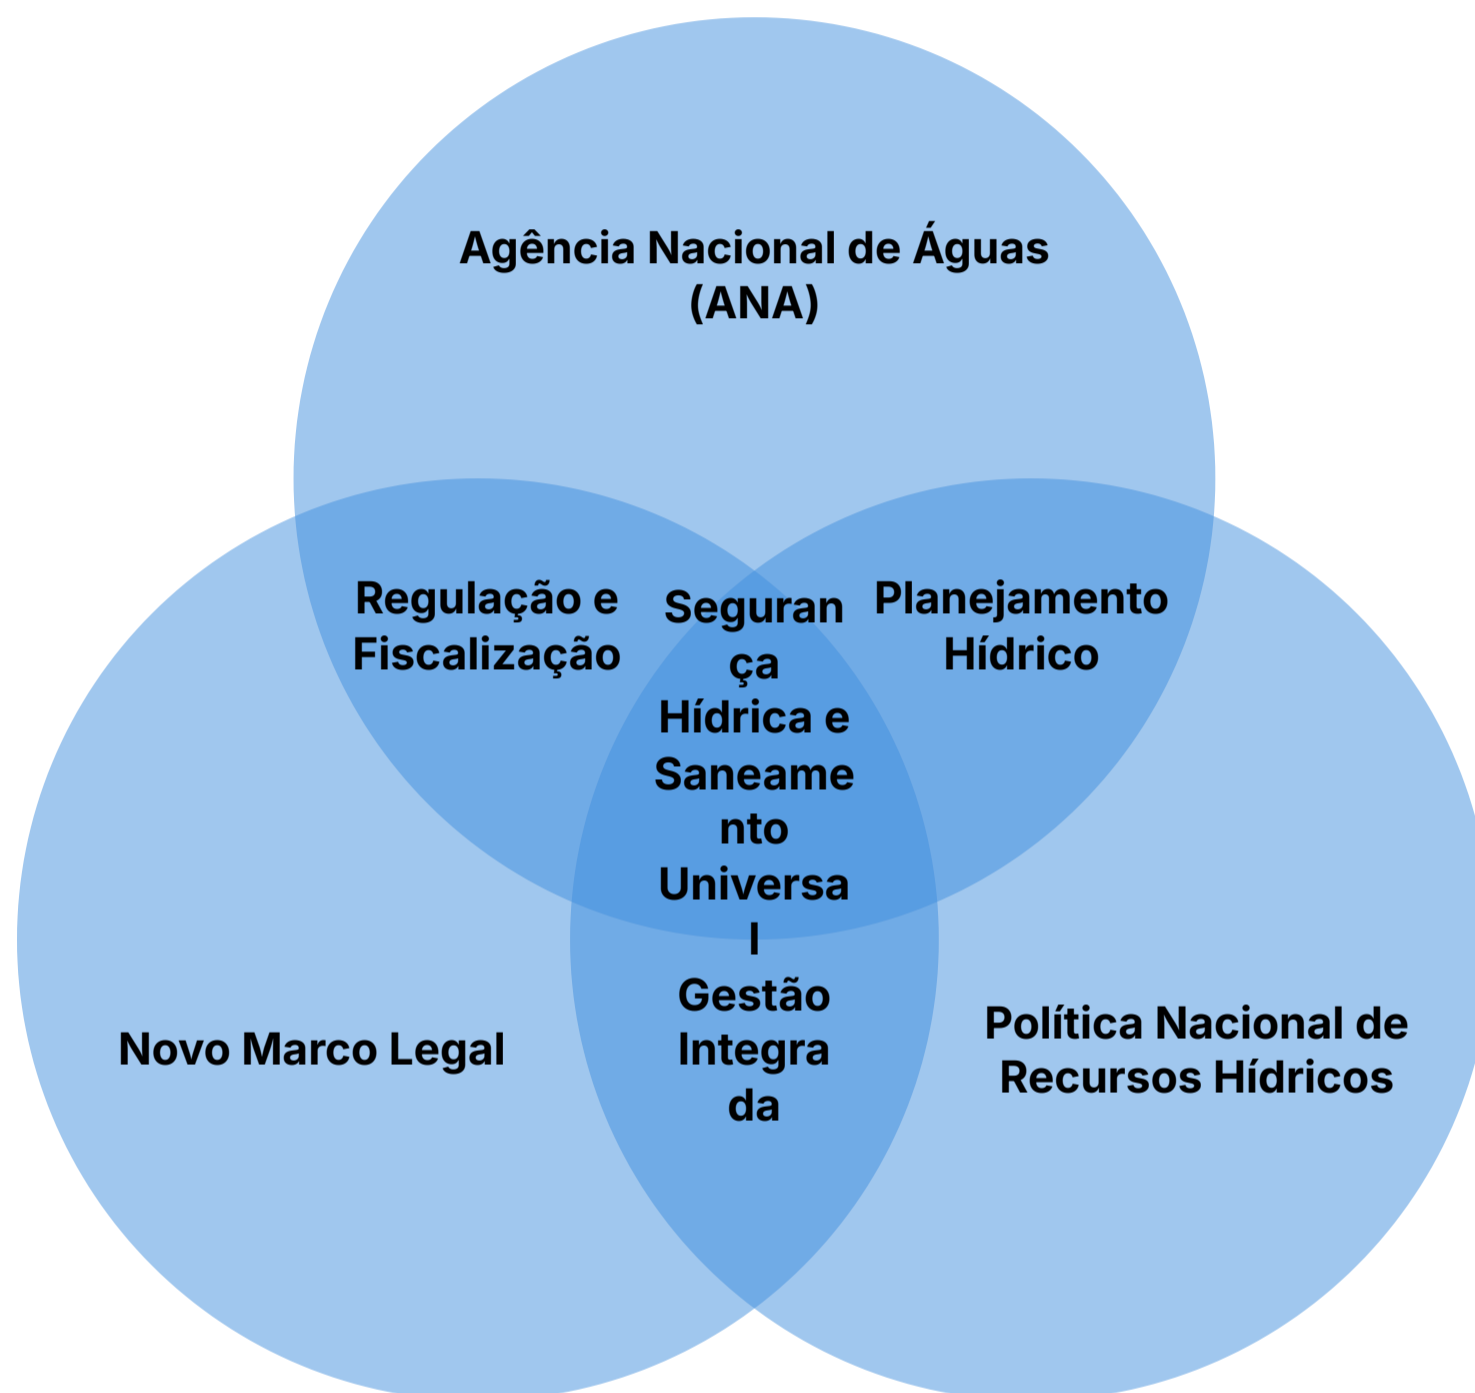 Agência Nacional de Águas
(ANA)
Regulação e
Fiscalização
Seguran
ça
Hídrica e
Saneame
nto
Universa
l
Planejamento
Hídrico
Gestão
Integra
da
Novo Marco Legal
Política Nacional de
Recursos Hídricos